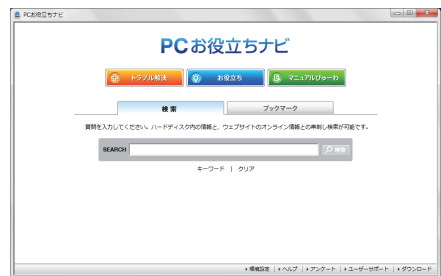 PCお役立ちナビ
PCお役立ちナビ
トラブル解決 お役立ち マニュアルびゅーわ
検索 ブックマーク
質問を入力してください。ハードディスク内の情報と、ウェブサイトのオンライン情報との串刺し検索が可能です。
SEARCH 検索
キーワード | クリア
環境設定 ヘルプ アンケート ユーザーサポート ダウンロード